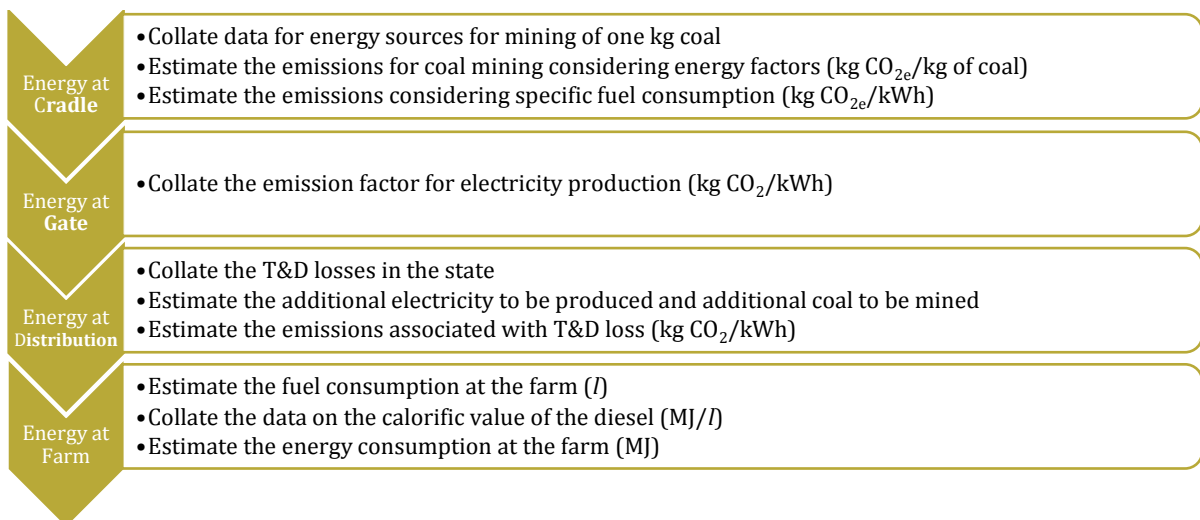 Energy at
Cradle
•Collate data for energy sources for mining of one kg coal
•Estimate the emissions for coal mining considering energy factors (kg CO₂ₑ/kg of coal)
•Estimate the emissions considering specific fuel consumption (kg CO₂ₑ/kWh)
Energy at
Gate
•Collate the emission factor for electricity production (kg CO₂/kWh)
Energy at
Distribution
•Collate the T&D losses in the state
•Estimate the additional electricity to be produced and additional coal to be mined
•Estimate the emissions associated with T&D loss (kg CO₂/kWh)
Energy at
Farm
•Estimate the fuel consumption at the farm (l)
•Collate the data on the calorific value of the diesel (MJ/l)
•Estimate the energy consumption at the farm (MJ)